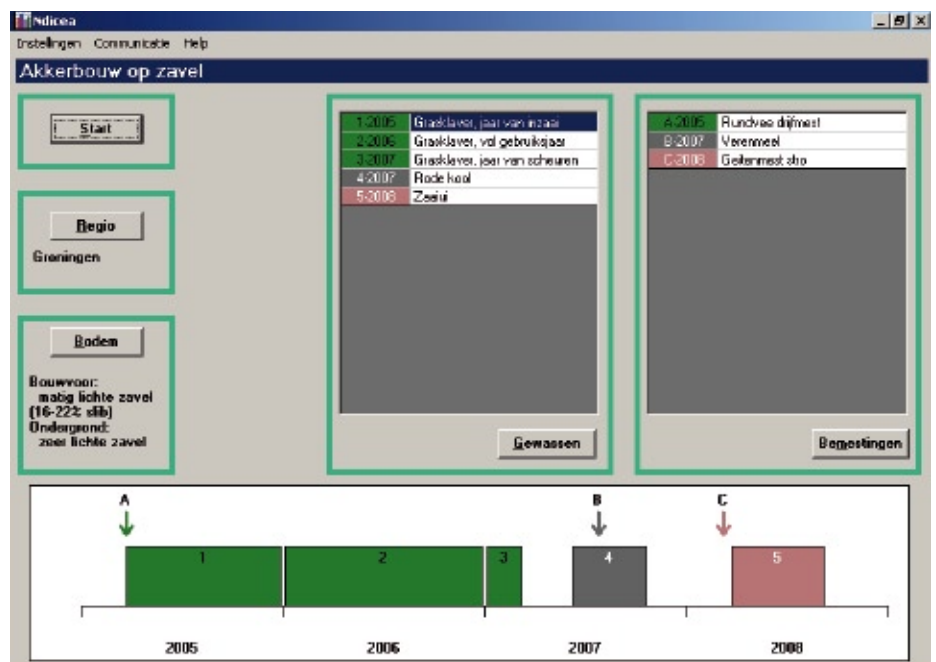 Ndicea
Instellingen Communicatie Help
Akkerbouw op zavel
Start
Regio
Groningen
Bodem
Bouwvoor:
matig lichte zavel
(16-22% slib)
Ondergrond:
zeer lichte zavel
1-2005 Grasklaver, jaar van inzaai
2-2006 Grasklaver, vol gebruiksjaar
3-2007 Grasklaver, jaar van scheuren
4-2007 Rode kool
5-2008 Zaaiui
Gewassen
A-2005 Rundvee drijfmest
B-2007 Verenmeel
C-2008 Geitenmest stro
Bemestingen
A B C
1 2 3 4 5
2005 2006 2007 2008